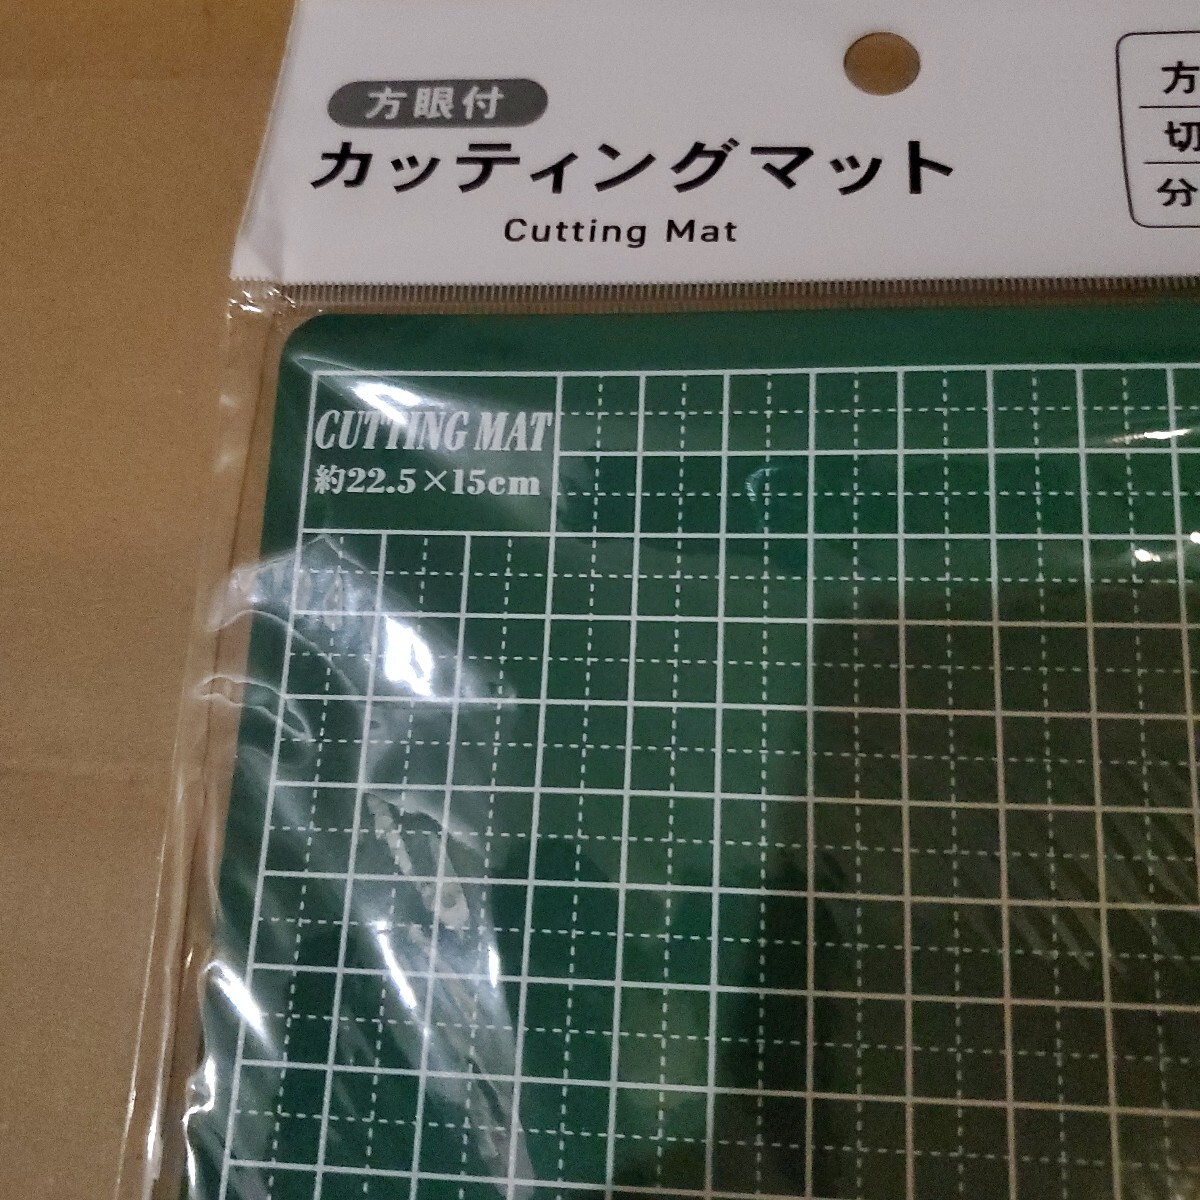 方眼付
カッティングマット
Cutting Mat
方
切
分
CUTTING MAT
約22.5×15cm